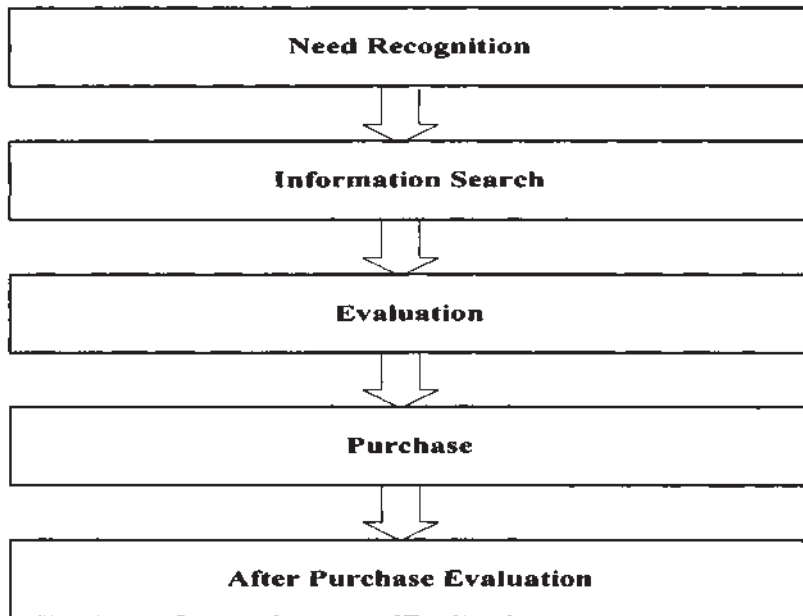 Need Recognition
Information Search
Evaluation
Purchase
After Purchase Evaluation